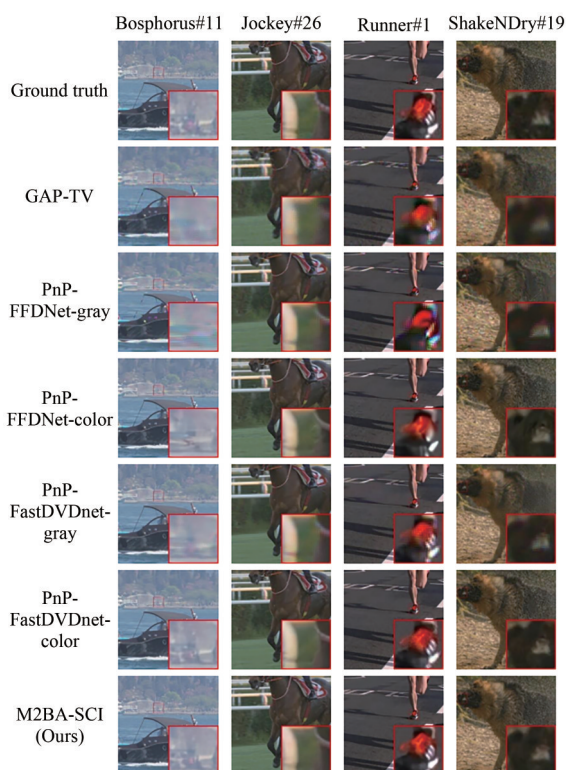 Bosphorus#11 Jockey#26 Runner#1 ShakeNDry#19
Ground truth
GAP-TV
PnP-
FFDNet-gray
PnP-
FFDNet-color
PnP-
FastDVDnet-
gray
PnP-
FastDVDnet-
color
M2BA-SCI
(Ours)